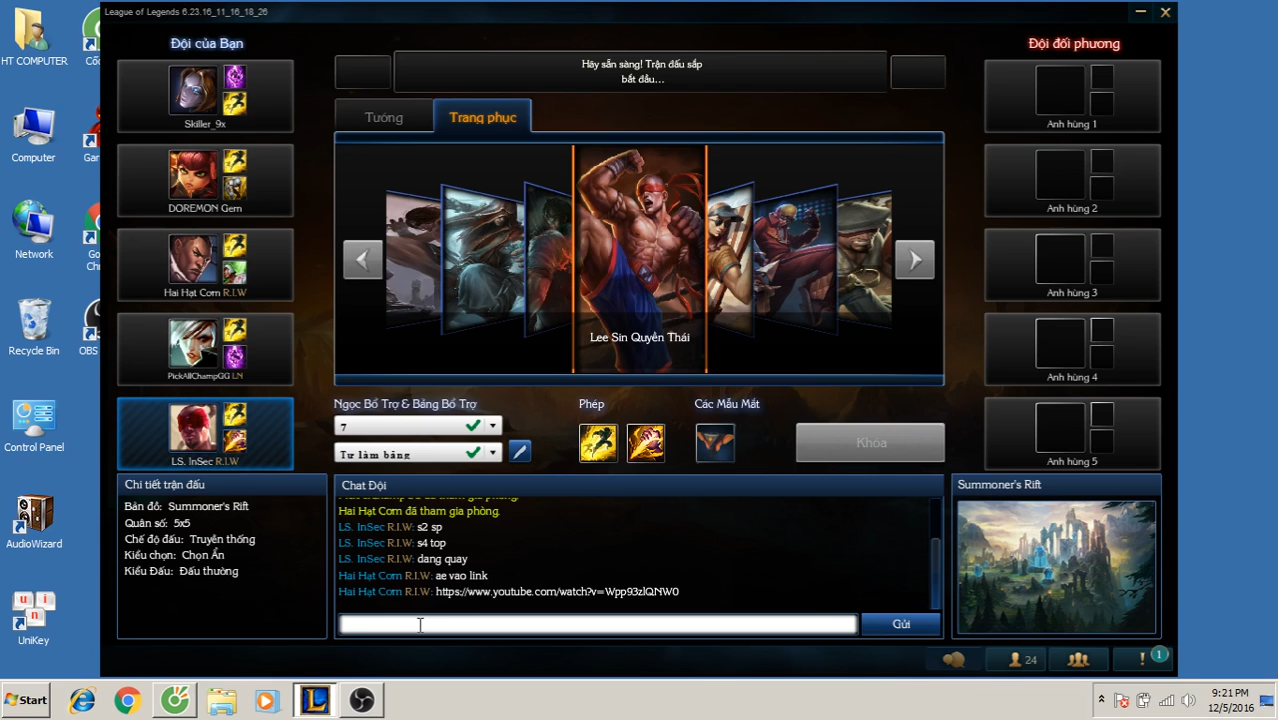 League of Legends 6.23.16_11_16_18_26
HT COMPUTER
Cốc
Computer
Gar
Network
Go
Chr
Recycle Bin
OBS
Control Panel
AudioWizard
UniKey
Đội của Bạn
Skiller_9x
DOREMON Gem
Hai Hạt Cơm R.I.W
PickAllChampGG LN
LS. InSec R.I.W
Hãy sẵn sàng! Trận đấu sắp
bắt đầu...
Tướng
Trang phục
Lee Sin Quyền Thái
Ngọc Bổ Trợ & Bảng Bổ Trợ
7
Tự làm bảng
Phép
Các Mẫu Mắt
Khóa
Đội đối phương
Anh hùng 1
Anh hùng 2
Anh hùng 3
Anh hùng 4
Anh hùng 5
Chi tiết trận đấu
Bản đồ: Summoner's Rift
Quân số: 5x5
Chế độ đấu: Truyền thống
Kiểu chọn: Chọn Ẩn
Kiểu Đấu: Đấu thường
Chat Đội
Hai Hạt Cơm đã tham gia phòng.
LS. InSec R.I.W: s2 sp
LS. InSec R.I.W: s4 top
LS. InSec R.I.W: dang quay
Hai Hạt Cơm R.I.W: ae vao link
Hai Hạt Cơm R.I.W: https://www.youtube.com/watch?v=Wpp93zlQNW0
Gửi
Summoner's Rift
24
1
Start
9:21 PM
12/5/2016